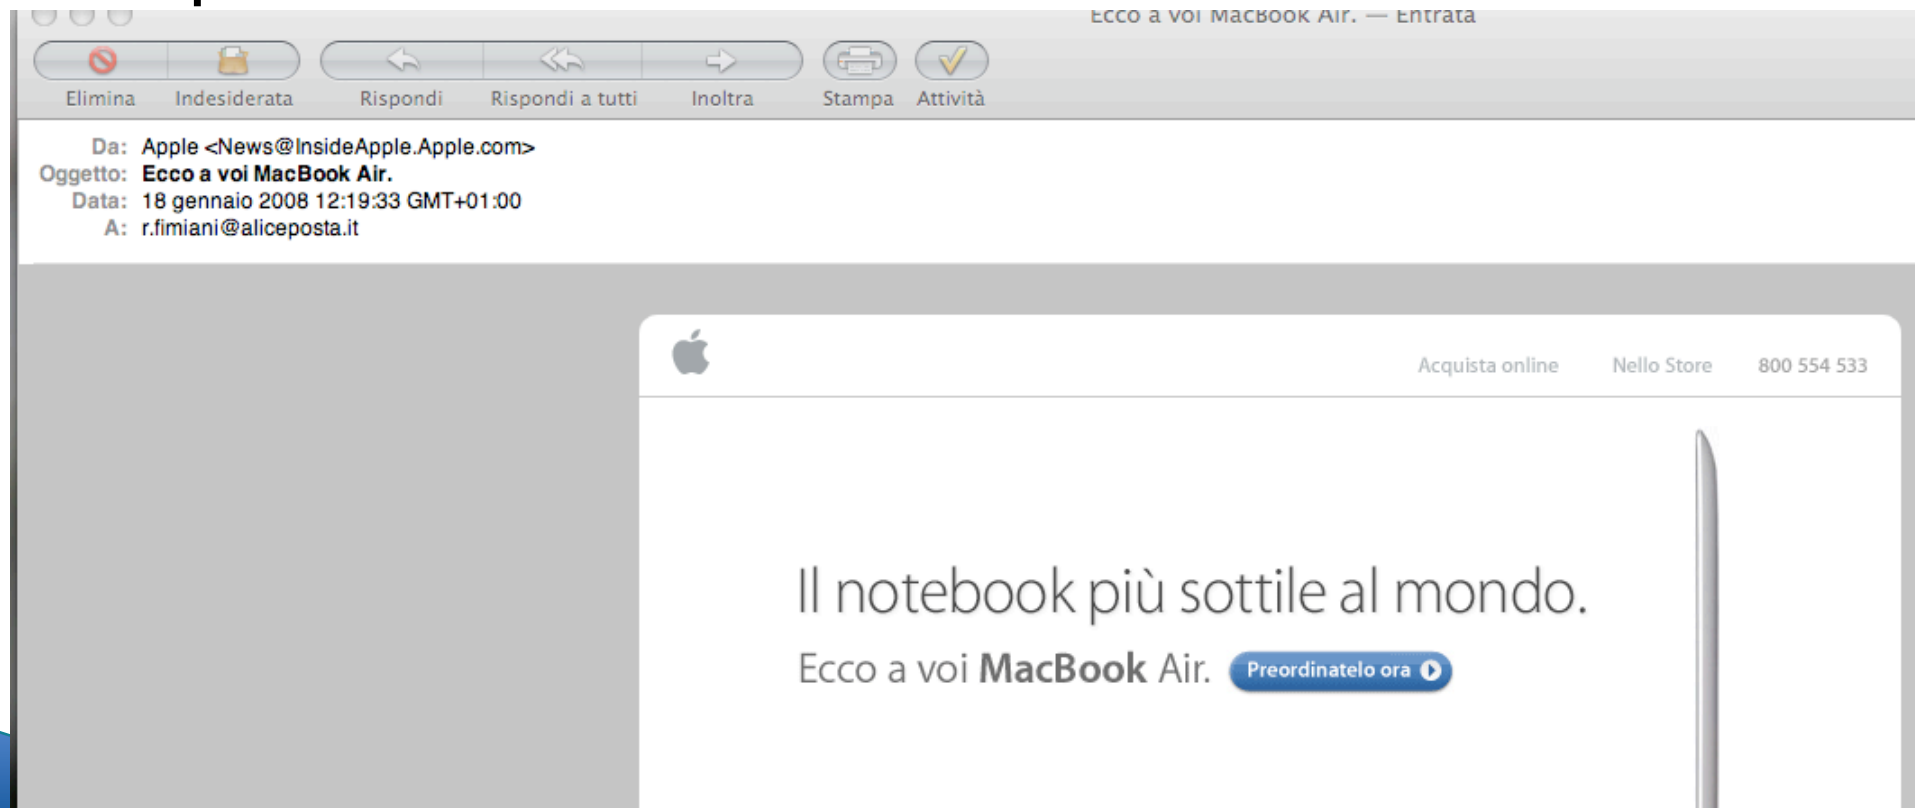 Ecco a voi MacBook Air. — Entrata
Elimina Indesiderata Rispondi Rispondi a tutti Inoltra Stampa Attività
Da: Apple <News@InsideApple.Apple.com>
Oggetto: Ecco a voi MacBook Air.
Data: 18 gennaio 2008 12:19:33 GMT+01:00
A: r.fimiani@aliceposta.it
Acquista online Nello Store 800 554 533
Il notebook più sottile al mondo.
Ecco a voi MacBook Air. Preordinatelo ora